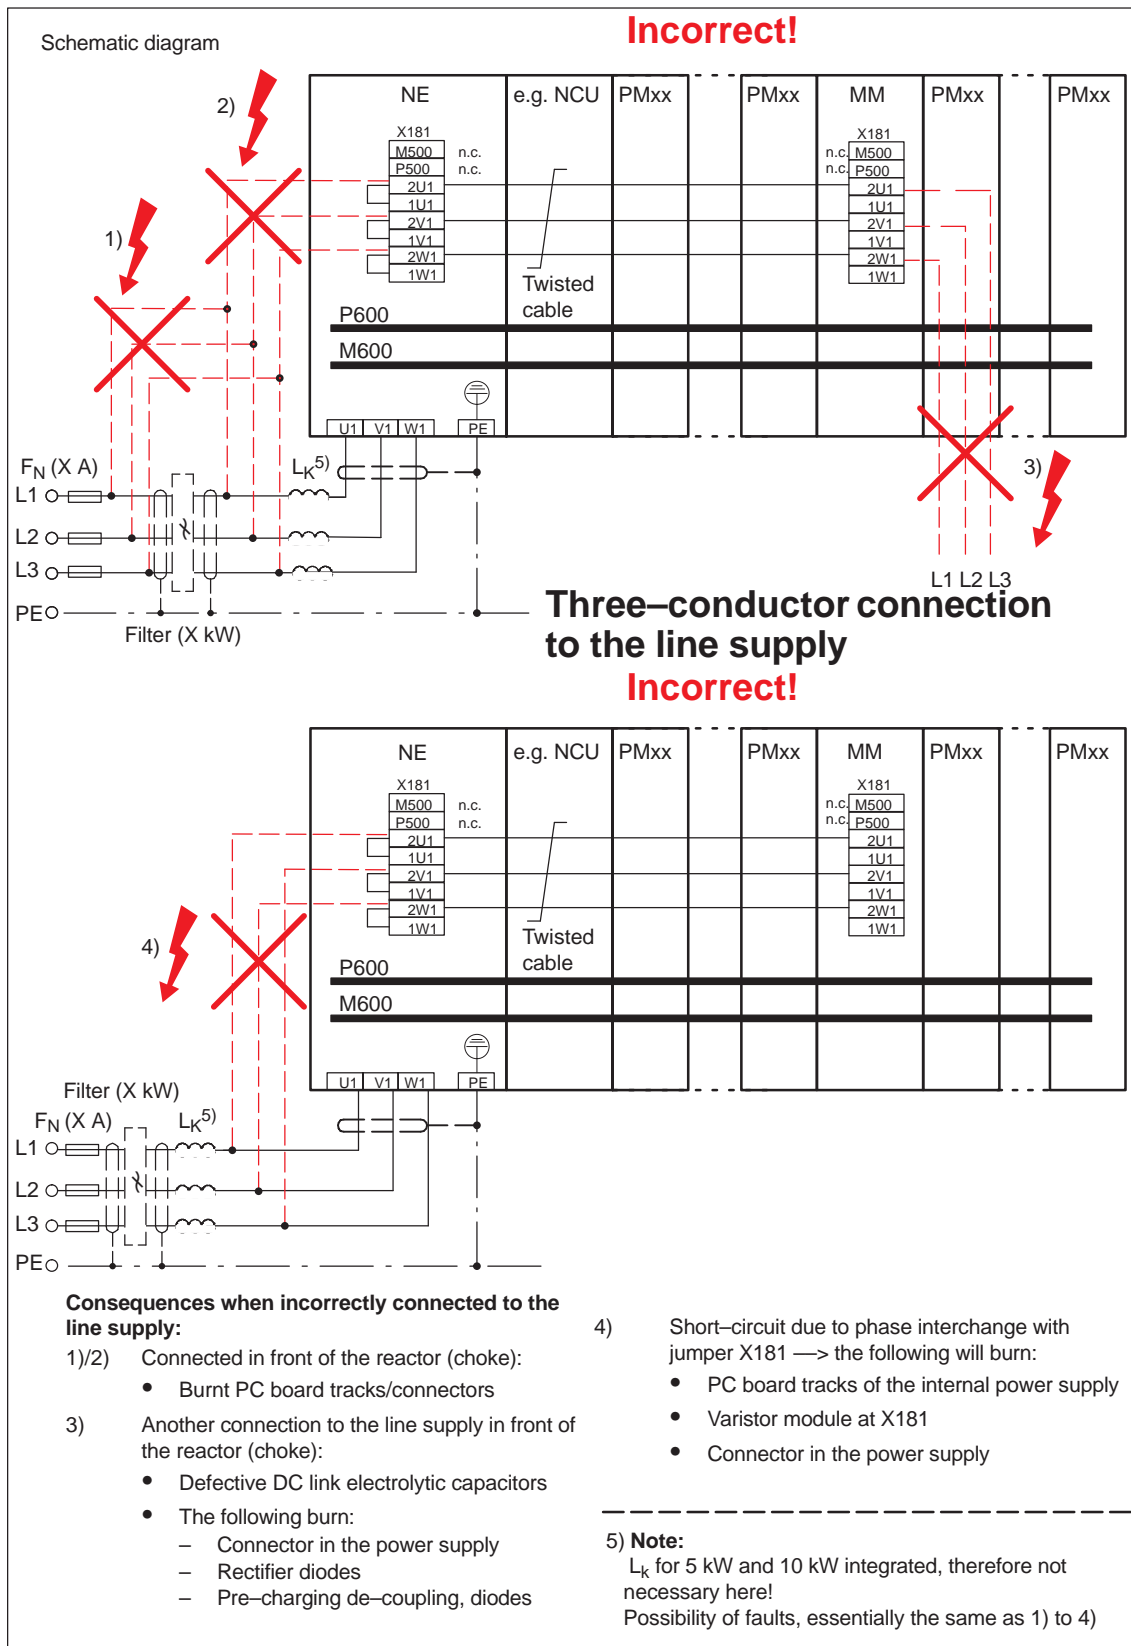 Incorrect!
Schematic diagram
2)
1)
NE
e.g. NCU
PMxx
PMxx
MM
PMxx
PMxx
X181
M500 n.c.
P500 n.c.
2U1
1U1
2V1
1V1
2W1
1W1
X181
n.c. M500
n.c. P500
2U1
1U1
2V1
1V1
2W1
1W1
Twisted
cable
P600
M600
U1 V1 W1 PE
FN (X A)
LK5)
3)
L1
L2
L3
PE
L1 L2 L3
Filter (X kW)
Three–conductor connection
to the line supply
Incorrect!
NE
e.g. NCU
PMxx
PMxx
MM
PMxx
PMxx
X181
M500 n.c.
P500 n.c.
2U1
1U1
2V1
1V1
2W1
1W1
X181
n.c. M500
n.c. P500
2U1
1U1
2V1
1V1
2W1
1W1
4)
Twisted
cable
P600
M600
U1 V1 W1 PE
Filter (X kW)
FN (X A)
LK5)
L1
L2
L3
PE
Consequences when incorrectly connected to the
line supply:
1)/2) Connected in front of the reactor (choke):
• Burnt PC board tracks/connectors
3) Another connection to the line supply in front of
the reactor (choke):
• Defective DC link electrolytic capacitors
• The following burn:
– Connector in the power supply
– Rectifier diodes
– Pre–charging de–coupling, diodes
4) Short–circuit due to phase interchange with
jumper X181 —> the following will burn:
• PC board tracks of the internal power supply
• Varistor module at X181
• Connector in the power supply
5) Note:
Lk for 5 kW and 10 kW integrated, therefore not
necessary here!
Possibility of faults, essentially the same as 1) to 4)